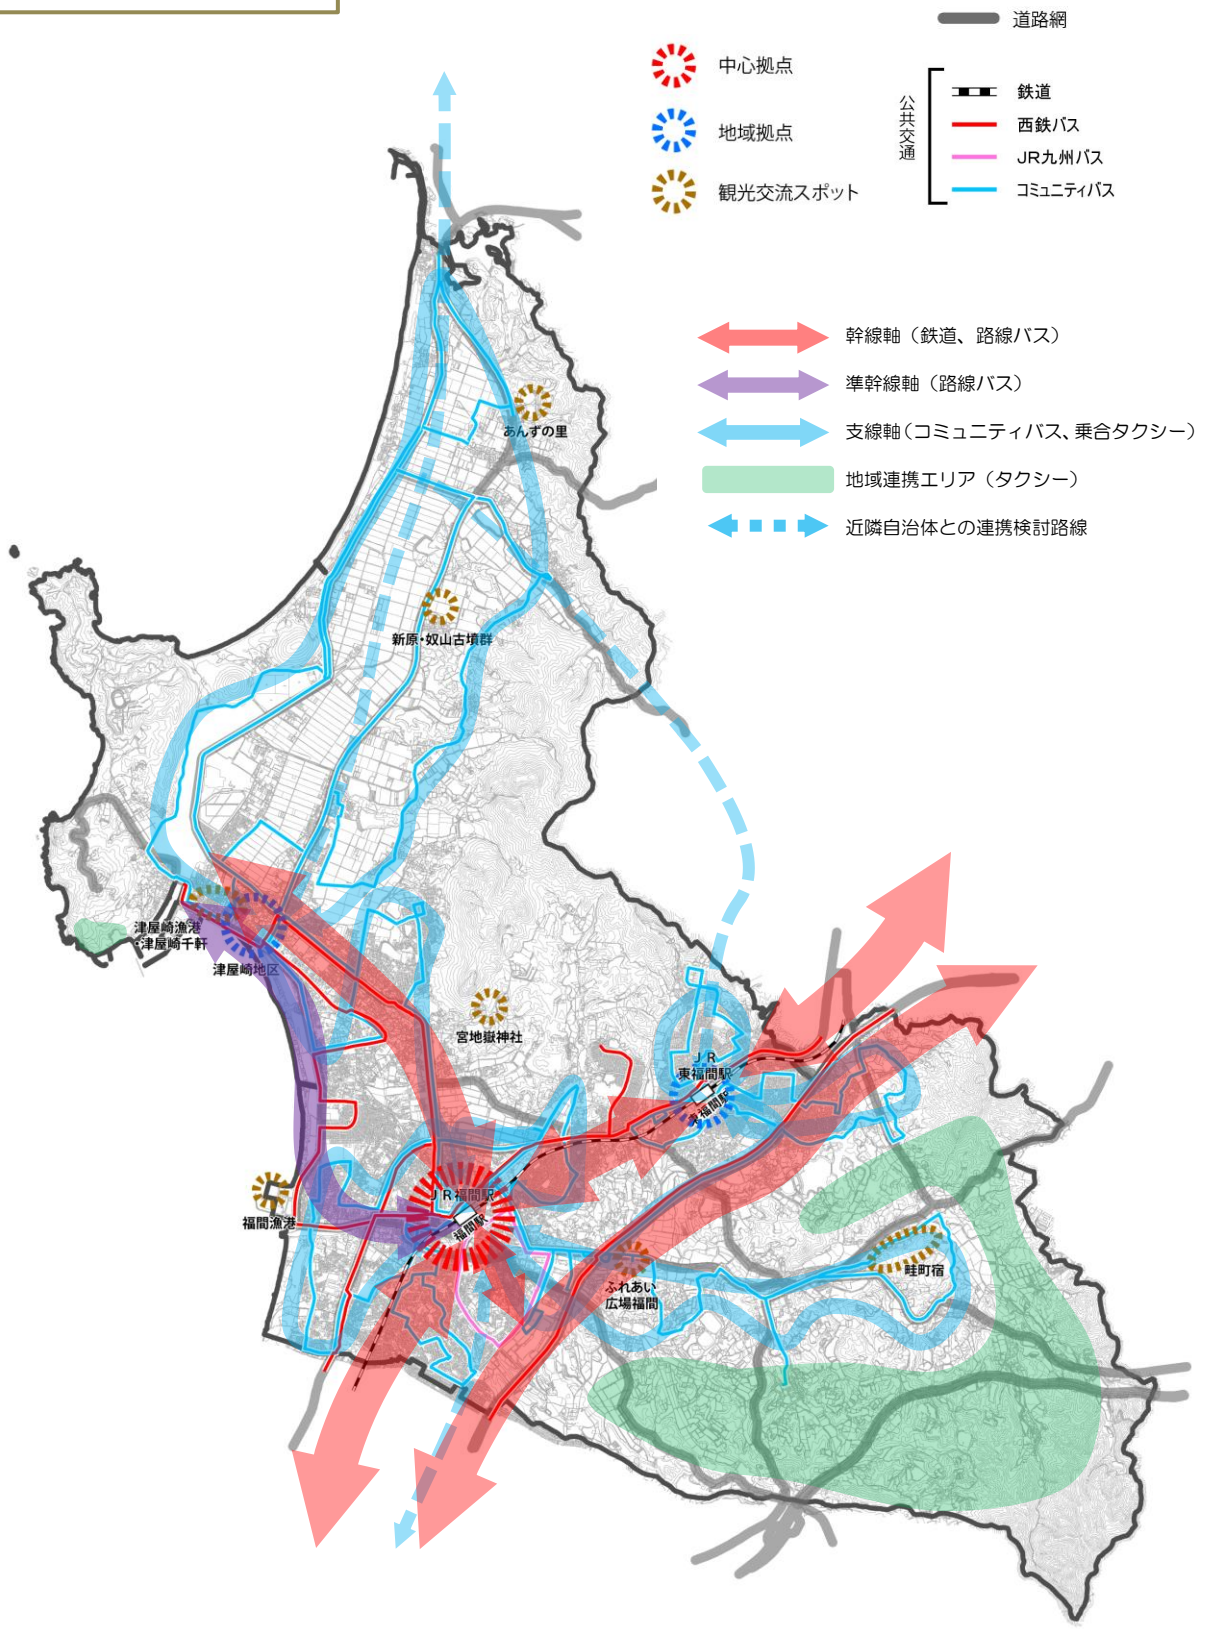 道路網
中心拠点
地域拠点
観光交流スポット
公共交通
鉄道
西鉄バス
JR九州バス
コミュニティバス
幹線軸（鉄道、路線バス）
準幹線軸（路線バス）
支線軸（コミュニティバス、乗合タクシー）
地域連携エリア（タクシー）
近隣自治体との連携検討路線
あんずの里
新原・奴山古墳群
津屋崎漁港
・津屋崎千軒
津屋崎地区
宮地嶽神社
ＪＲ
東福間駅
東福間駅
ＪＲ福間駅
福間駅
福間漁港
ふれあい
広場福間
畦町宿